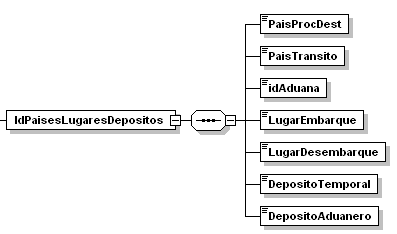 PaisProcDest
PaisTransito
idAduana
IdPaisesLugaresDepositos
LugarEmbarque
LugarDesembarque
DepositoTemporal
DepositoAduanero